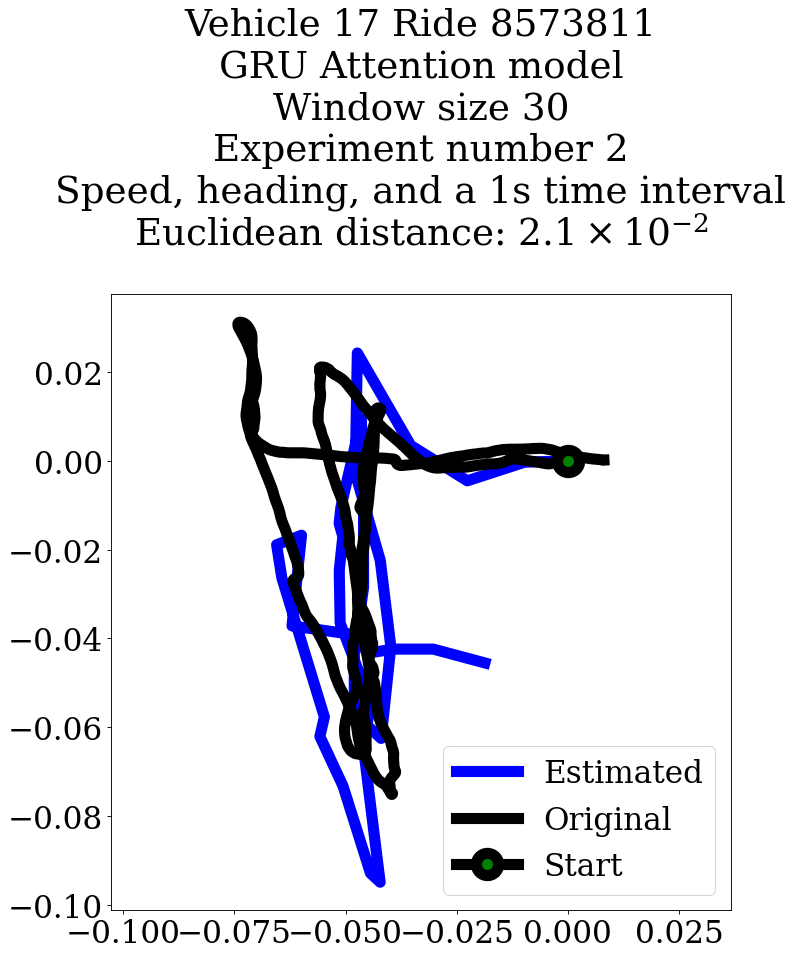 Vehicle 17 Ride 8573811
GRU Attention model
Window size 30
Experiment number 2
Speed, heading, and a 1s time interval
Euclidean distance: 2.1 × 10⁻²
0.02
0.00
−0.02
−0.04
−0.06
−0.08
−0.10
Estimated
Original
Start
−0.100 −0.075 −0.050 −0.025 0.000 0.025